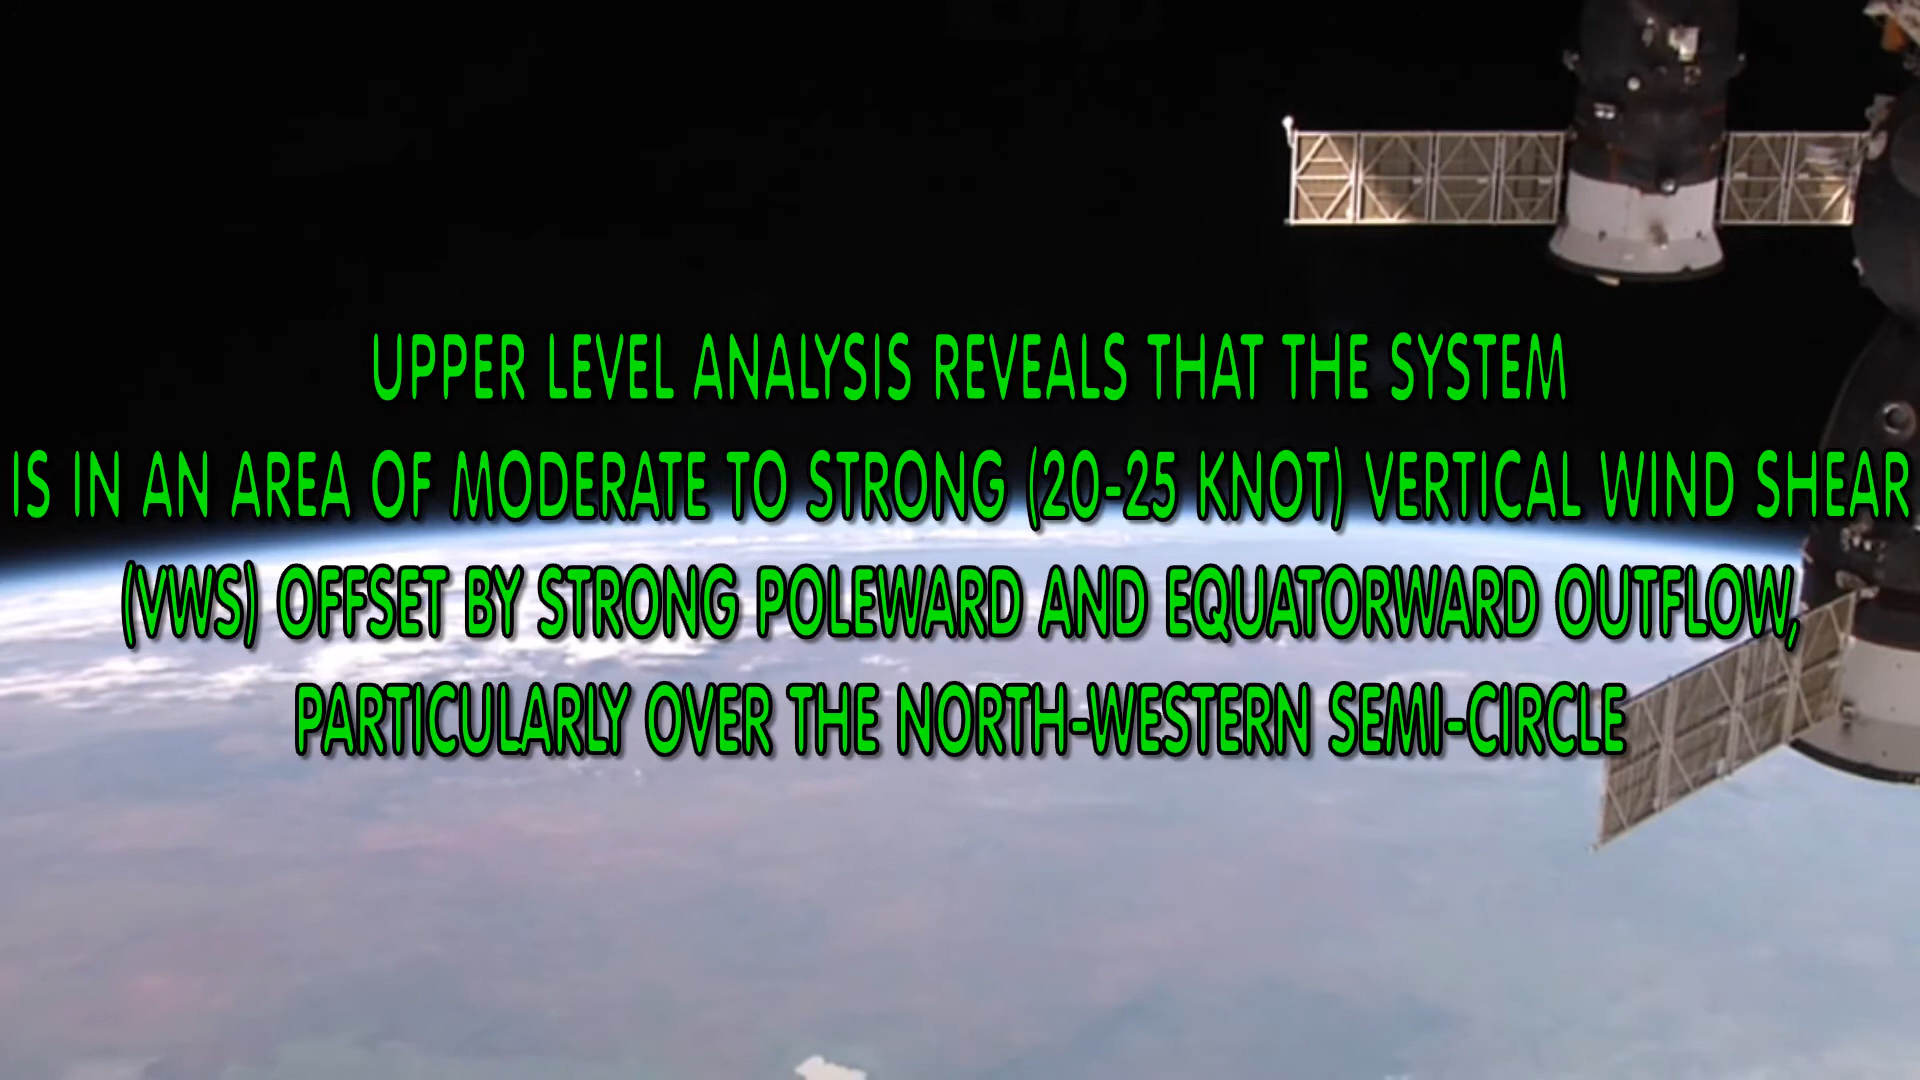 UPPER LEVEL ANALYSIS REVEALS THAT THE SYSTEM
IS IN AN AREA OF MODERATE TO STRONG (20-25 KNOT) VERTICAL WIND SHEAR
(VWS) OFFSET BY STRONG POLEWARD AND EQUATORWARD OUTFLOW,
PARTICULARLY OVER THE NORTH-WESTERN SEMI-CIRCLE